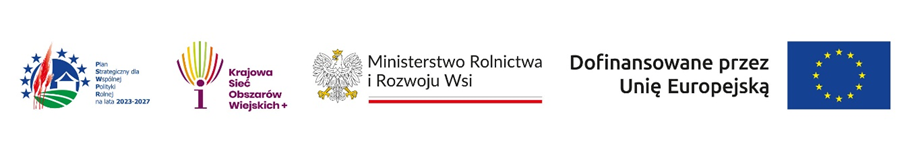 Plan
Strategiczny dla
Wspólnej
Polityki
Rolnej
na lata 2023-2027
Krajowa
Sieć
Obszarów
Wiejskich +
Ministerstwo Rolnictwa
i Rozwoju Wsi
Dofinansowane przez
Unię Europejską